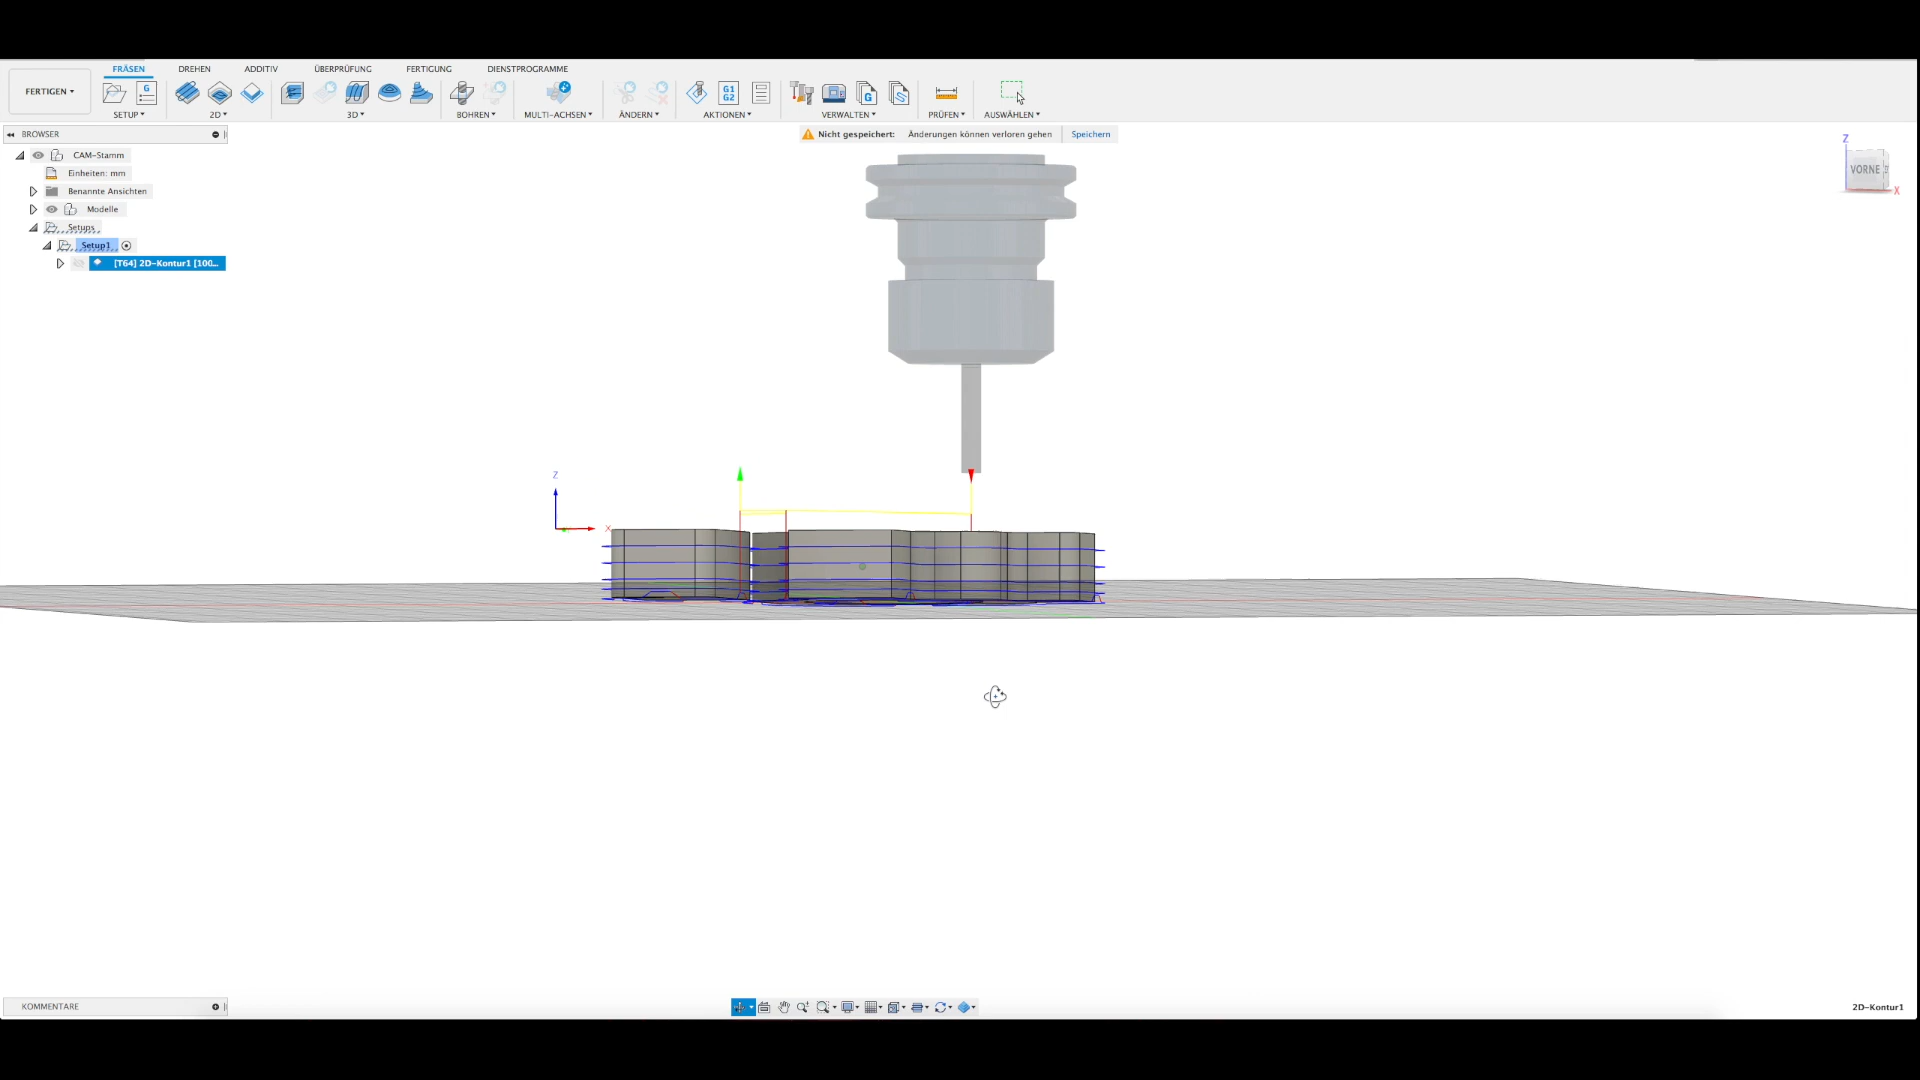 FRÄSEN DREHEN ADDITIV ÜBERPRÜFUNG FERTIGUNG DIENSTPROGRAMME
FERTIGEN
G
G1
G2
G
SETUP 2D 3D BOHREN MULTI-ACHSEN ÄNDERN AKTIONEN VERWALTEN PRÜFEN AUSWÄHLEN
BROWSER
Nicht gespeichert: Änderungen können verloren gehen Speichern
CAM-Stamm
Einheiten: mm
Benannte Ansichten
Modelle
Setups
Setup1
[T64] 2D-Kontur1 [100...
Z
VORNE
X
Z
X
KOMMENTARE
2D-Kontur1